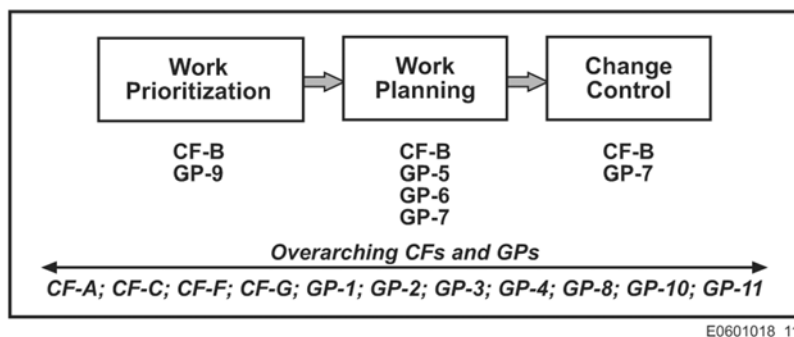 Work Prioritization
Work Planning
Change Control
CF-B
GP-9
CF-B
GP-5
GP-6
GP-7
CF-B
GP-7
Overarching CFs and GPs
CF-A; CF-C; CF-F; CF-G; GP-1; GP-2; GP-3; GP-4; GP-8; GP-10; GP-11